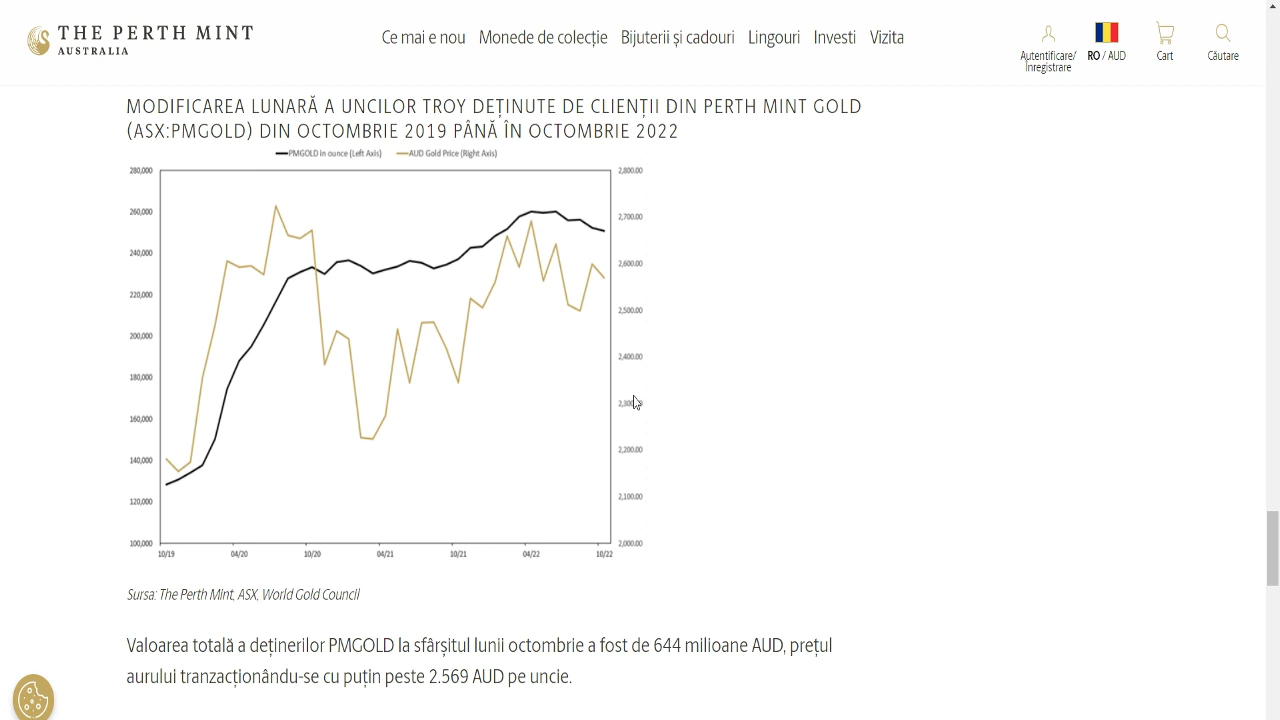 THE PERTH MINT
AUSTRALIA
Ce mai e nou Monede de colecție Bijuterii și cadouri Lingouri Investi Vizita
Autentificare/
Înregistrare
RO / AUD
Cart
Căutare
MODIFICAREA LUNARĂ A UNCILOR TROY DEȚINUTE DE CLIENȚII DIN PERTH MINT GOLD
(ASX:PMGOLD) DIN OCTOMBRIE 2019 PÂNĂ ÎN OCTOMBRIE 2022
PMGOLD in ounce (Left Axis) AUD Gold Price (Right Axis)
280,000 2,800.00
260,000 2,700.00
240,000 2,600.00
220,000 2,500.00
200,000 2,400.00
180,000
160,000 2,200.00
140,000 2,100.00
120,000
100,000 2,000.00
10/19 04/20 10/20 04/21 10/21 04/22 10/22
Sursa: The Perth Mint, ASX, World Gold Council
Valoarea totală a deținerilor PMGOLD la sfârșitul lunii octombrie a fost de 644 milioane AUD, prețul
aurului tranzacționându-se cu puțin peste 2.569 AUD pe uncie.